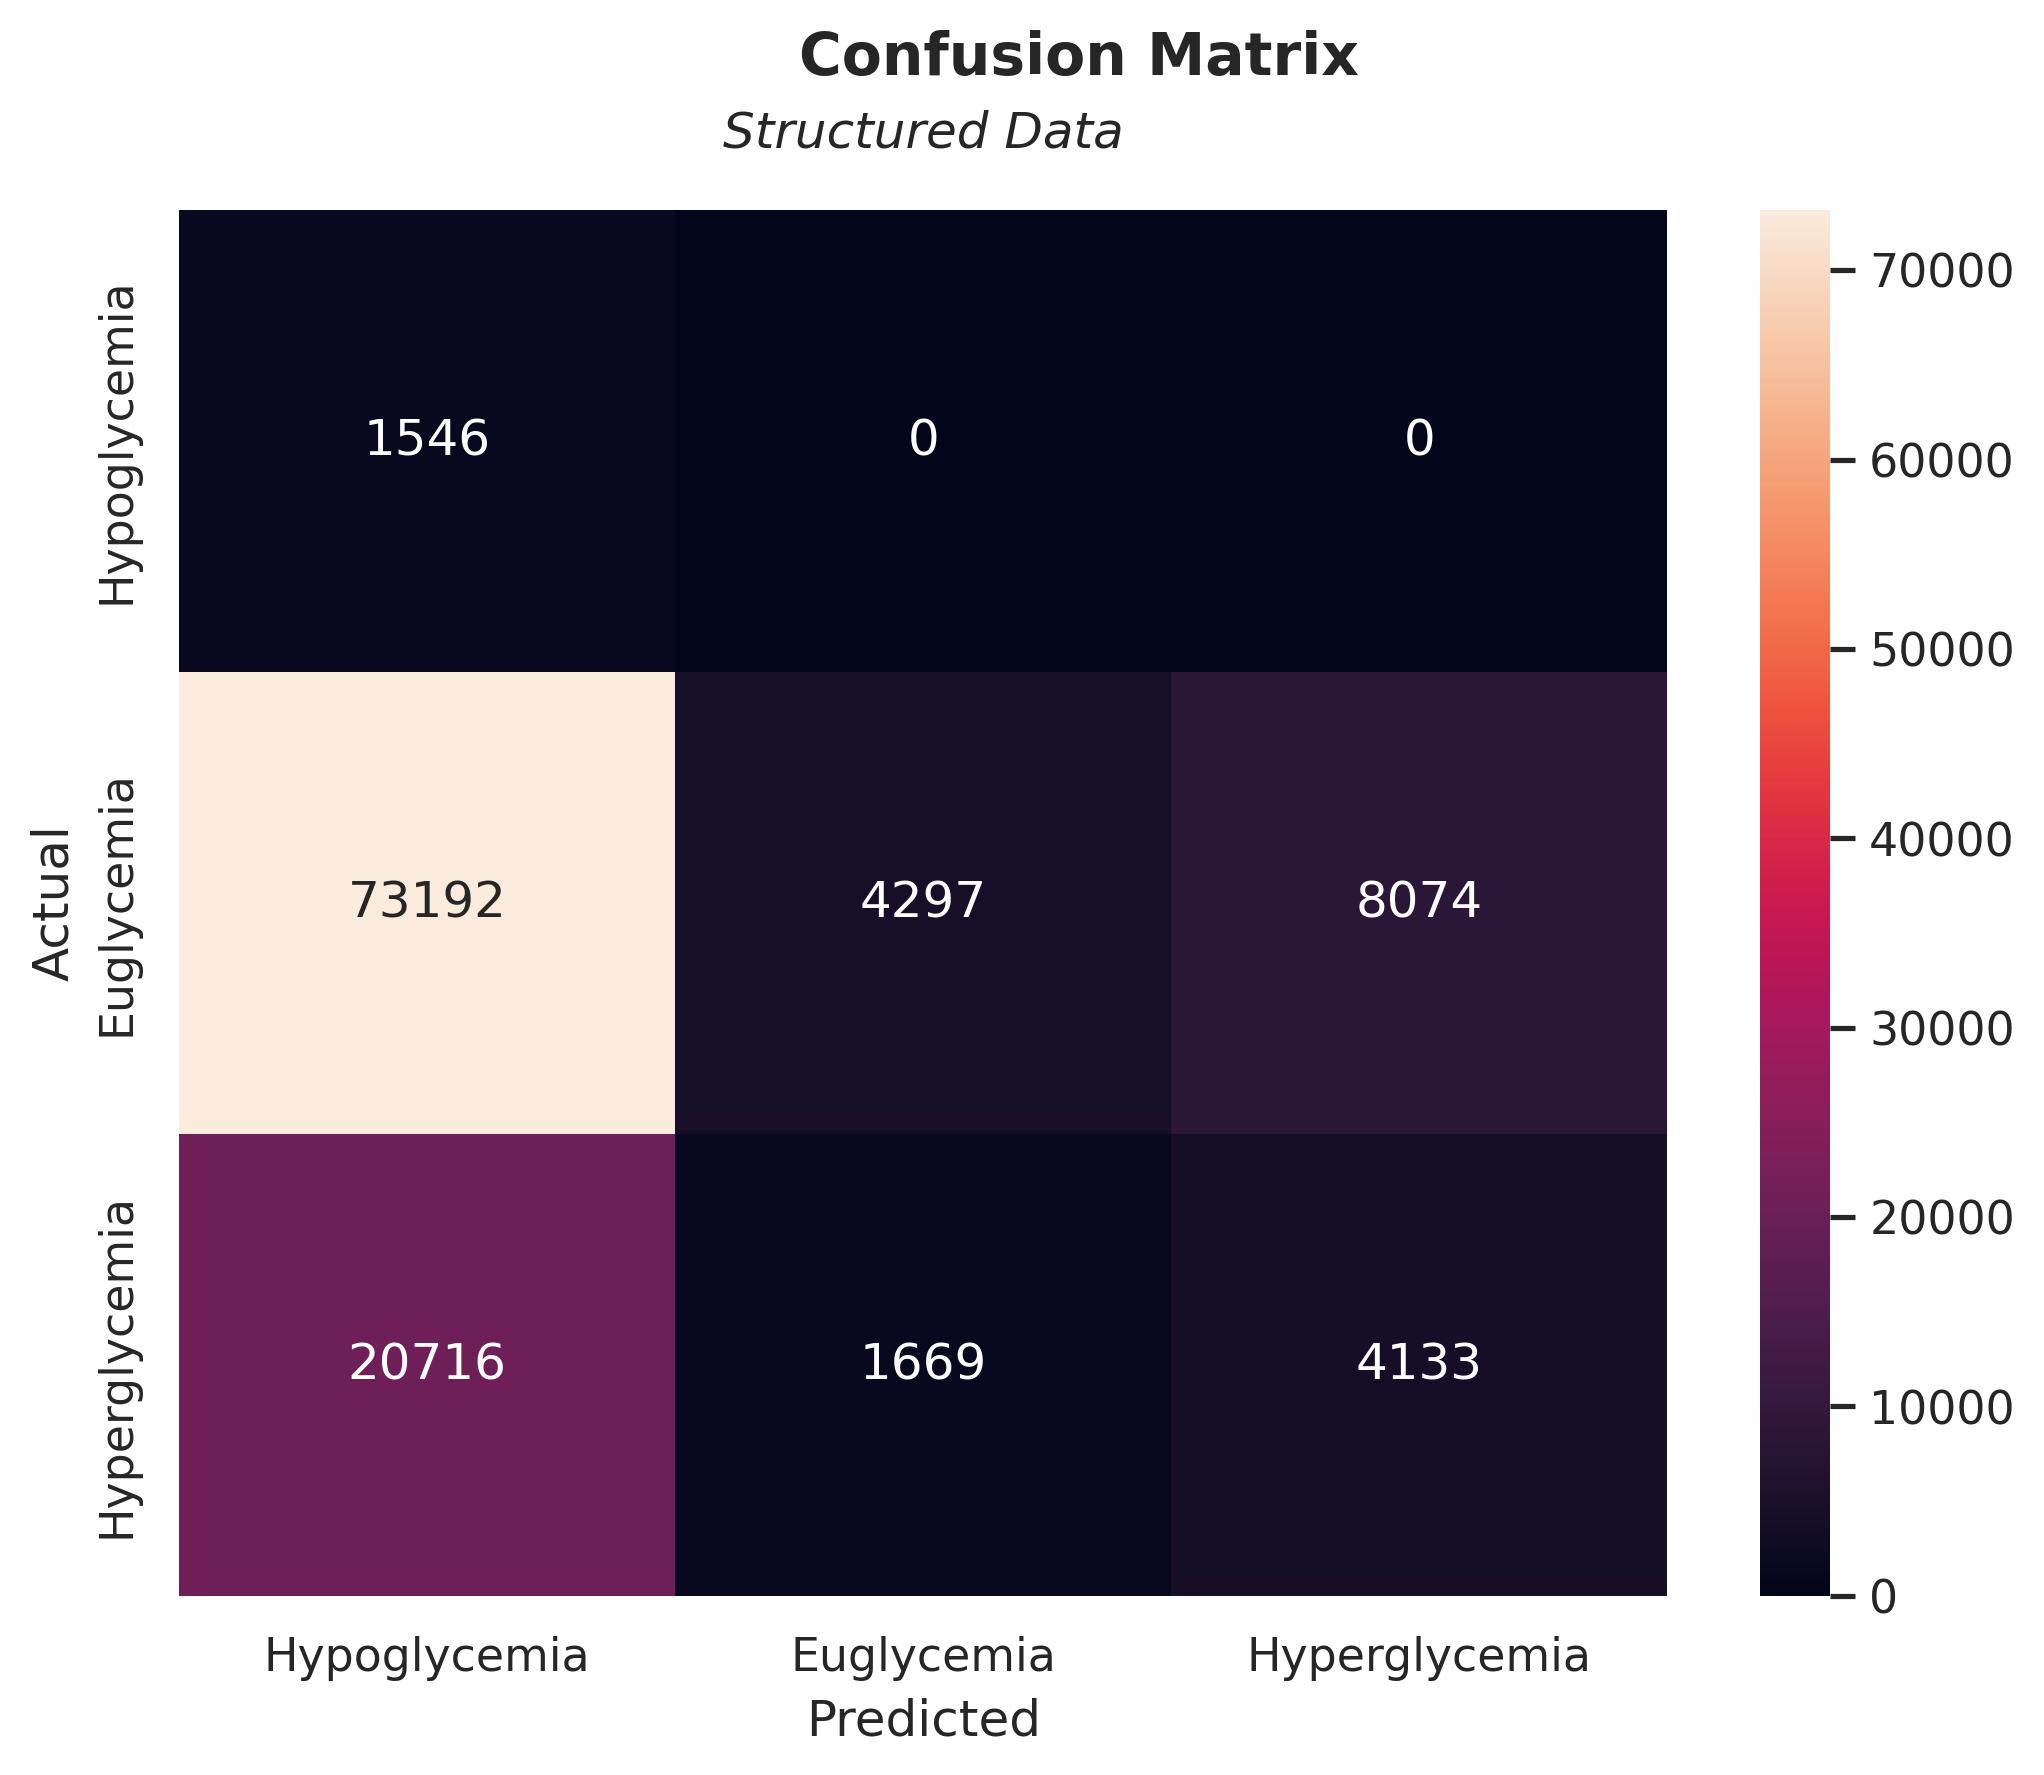 Confusion Matrix
Structured Data
Actual
Hypoglycemia
1546 0 0
Euglycemia
73192 4297 8074
Hyperglycemia
20716 1669 4133
Hypoglycemia Euglycemia Hyperglycemia
Predicted
70000
60000
50000
40000
30000
20000
10000
0